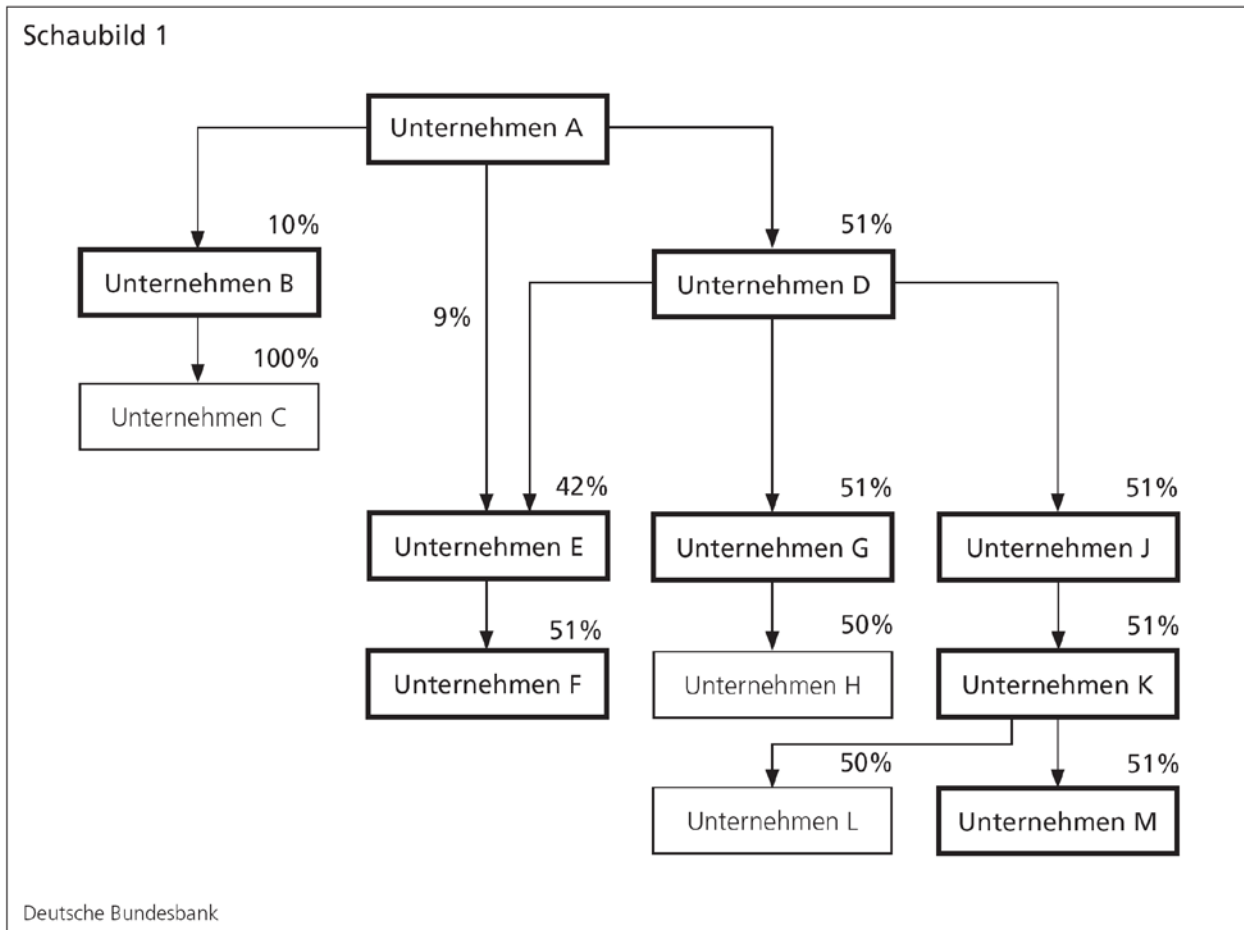 Schaubild 1
Unternehmen A
10%
51%
Unternehmen B
Unternehmen D
9%
100%
Unternehmen C
42%
51%
51%
Unternehmen E
Unternehmen G
Unternehmen J
51%
50%
51%
Unternehmen F
Unternehmen H
Unternehmen K
50%
51%
Unternehmen L
Unternehmen M
Deutsche Bundesbank